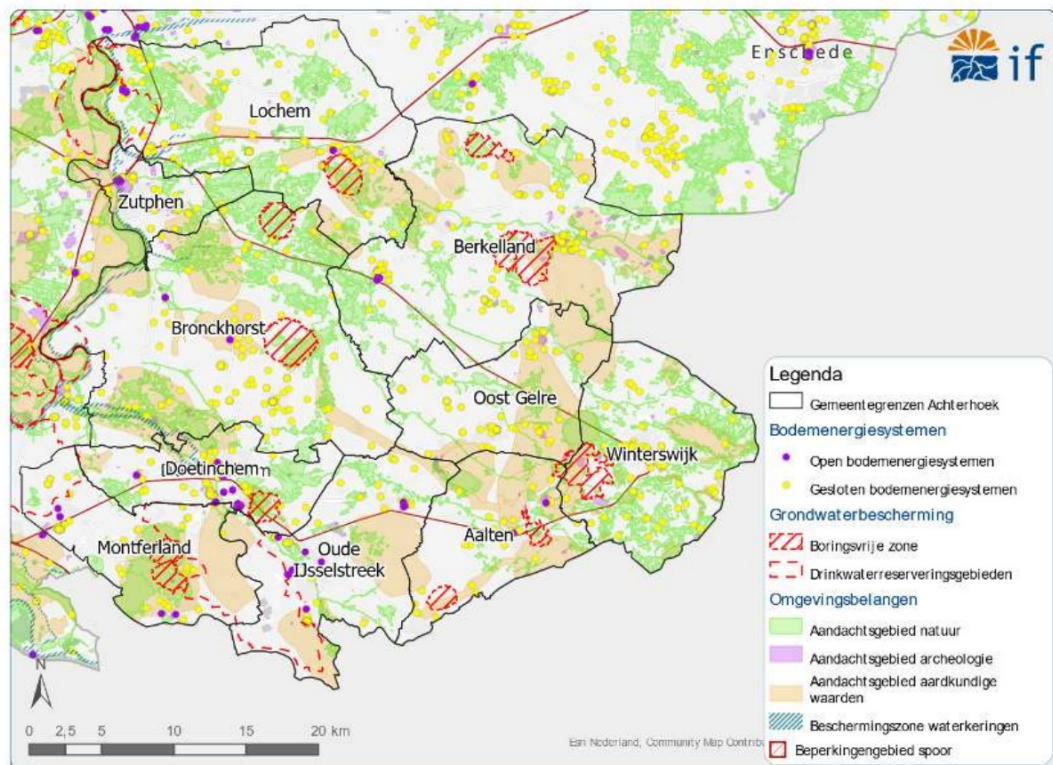 Enschede
if
Lochem
Zutphen
Berkelland
Bronckhorst
Oost Gelre
Winterswijk
Doetinchem
Aalten
Montferland
Oude
IJsselstreek
Legenda
Gemeentegrenzen Achterhoek
Bodemenergiesystemen
Open bodemenergiesystemen
Gesloten bodemenergiesystemen
Grondwaterbescherming
Boringsvrije zone
Drinkwaterreserveringsgebieden
Omgevingsbelangen
Aandachtsgebied natuur
Aandachtsgebied archeologie
Aandachtsgebied aardkundige
waarden
Beschermingszone waterkeringen
Beperkingengebied spoor
N
0 2,5 5 10 15 20 km
Esri Nederland, Community Map Contribu